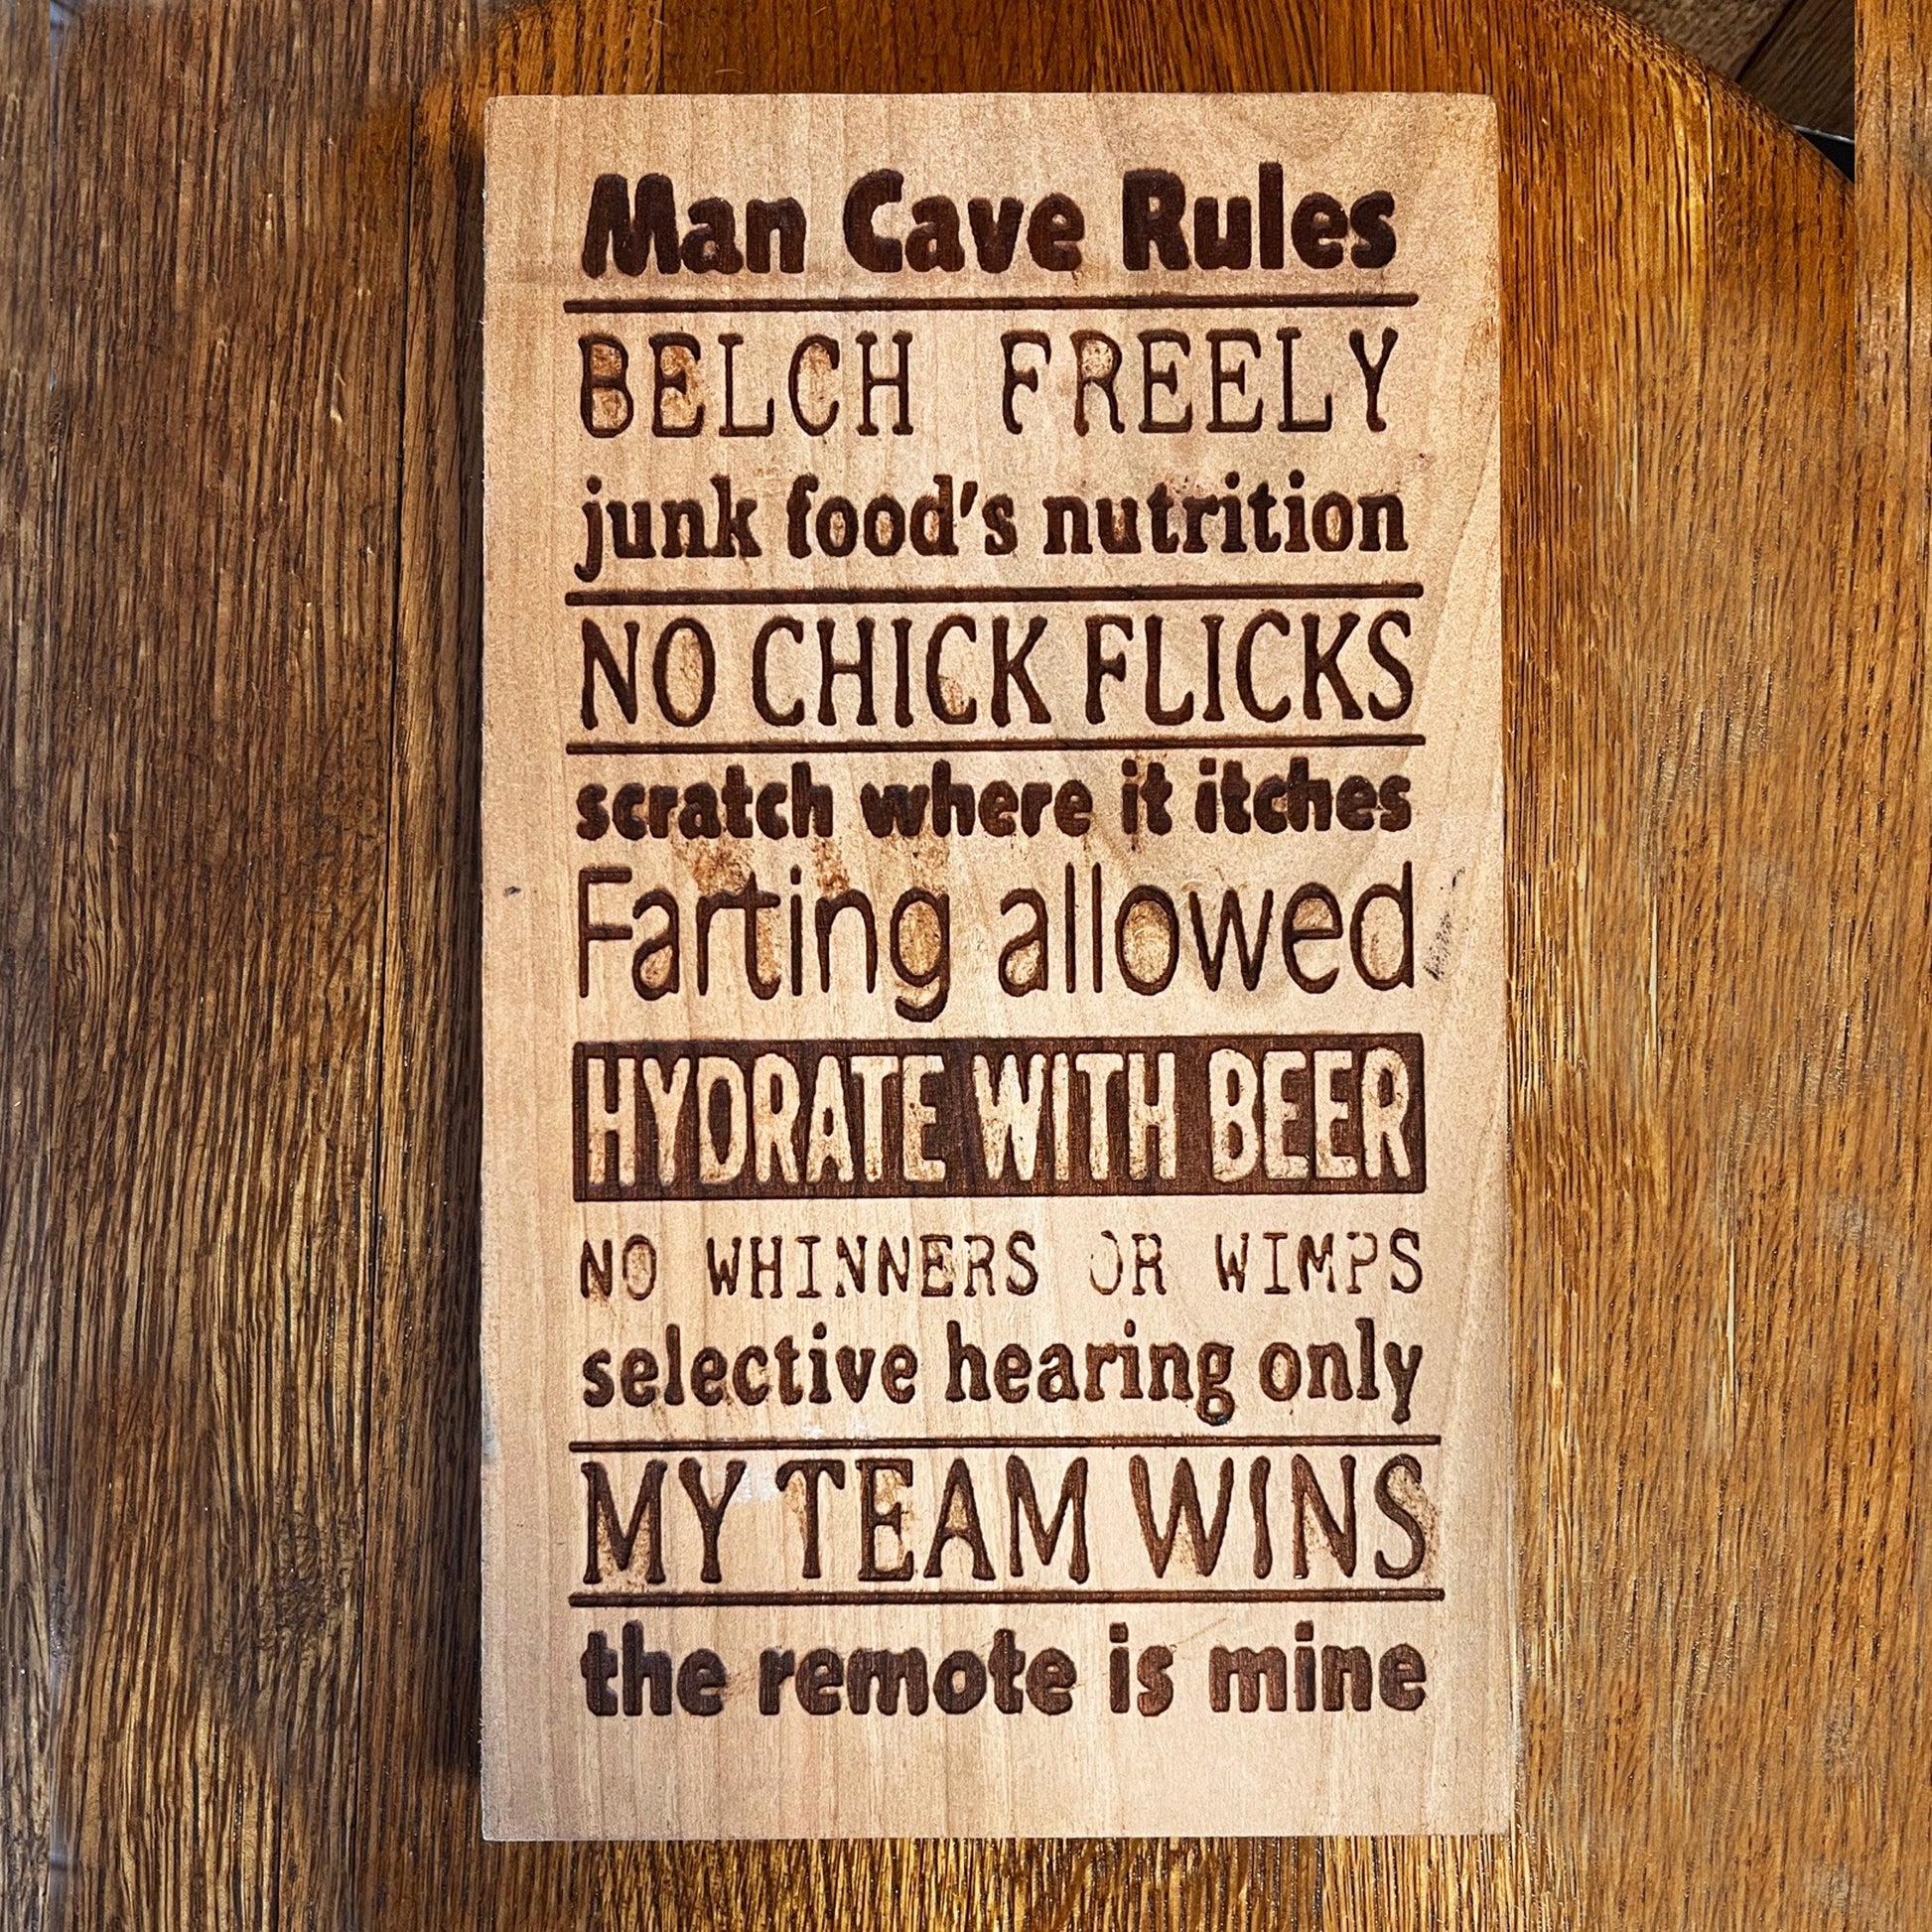 Man Cave Rules
BELCH FREELY
junk food's nutrition
NO CHICK FLICKS
scratch where it itches
Farting allowed
HYDRATE WITH BEER
NO WHINNERS OR WIMPS
selective hearing only
MY TEAM WINS
the remote is mine